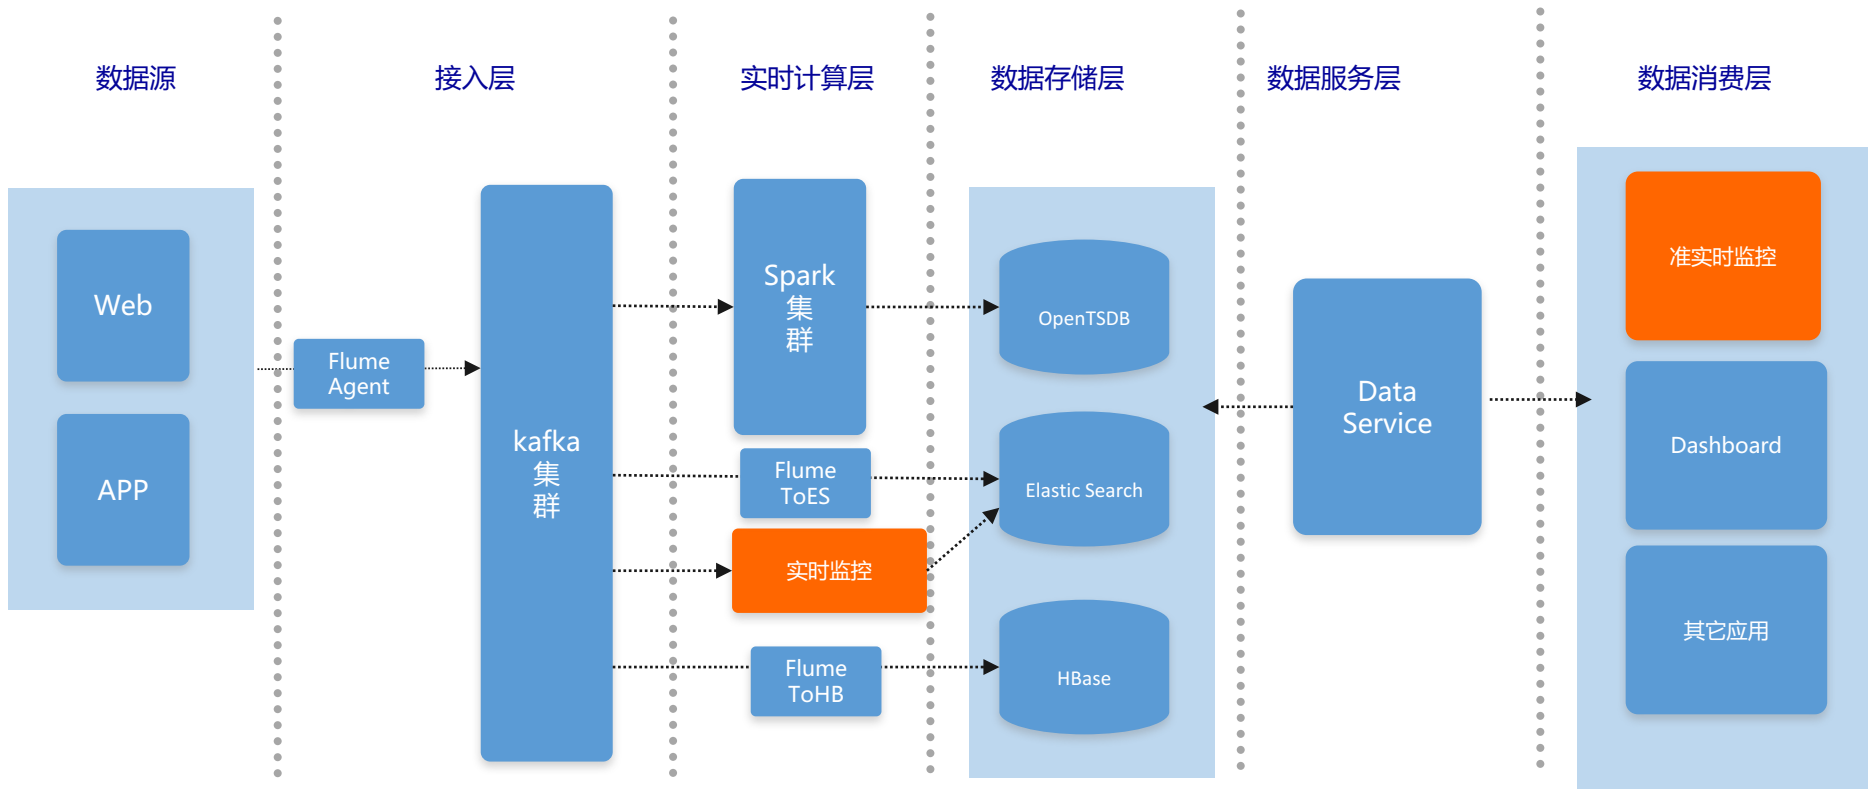 数据源
接入层
实时计算层
数据存储层
数据服务层
数据消费层
Web
APP
Flume
Agent
kafka
集
群
Spark
集
群
Flume
ToES
实时监控
Flume
ToHB
OpenTSDB
Elastic Search
HBase
Data
Service
准实时监控
Dashboard
其它应用